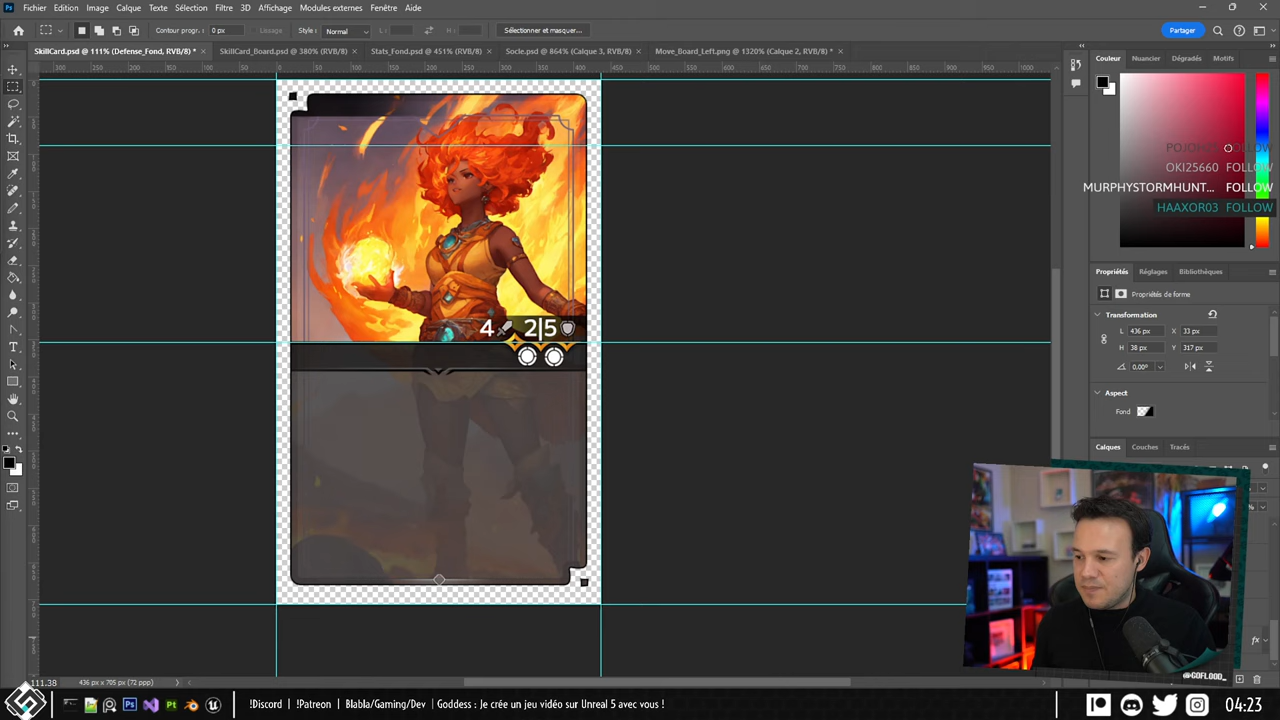 Ps Fichier Edition Image Calque Texte Sélection Filtre 3D Affichage Modules externes Fenêtre Aide
Contour progr. : 0 px Lissage Style : Normal L. : H. : Sélectionner et masquer... Partager
SkillCard.psd @ 111% (Defense_Fond, RVB/8) * × SkillCard_Board.psd @ 380% (RVB/8) × Stats_Fond.psd @ 451% (RVB/8) × Socle.psd @ 864% (Calque 3, RVB/8) × Move_Board_Left.png @ 1320% (Calque 2, RVB/8) * ×
Couleur Nuancier Dégradés Motifs
FOLLOW
OKI25660 FOLLOW
MURPHYSTORMHUNT... FOLLOW
HAAXOR03 FOLLOW
Propriétés Réglages Bibliothèques
Propriétés de forme
Transformation
L 436 px X 33 px
H 38 px Y 317 px
0,00°
Aspect
Fond
Calques Couches Tracés
4 2|5
fx
@GOFLOOD_
111.38 436 px x 705 px (72 ppp)
!Discord !Patreon Blabla/Gaming/Dev Goddess : Je crée un jeu vidéo sur Unreal 5 avec vous ! 04:23